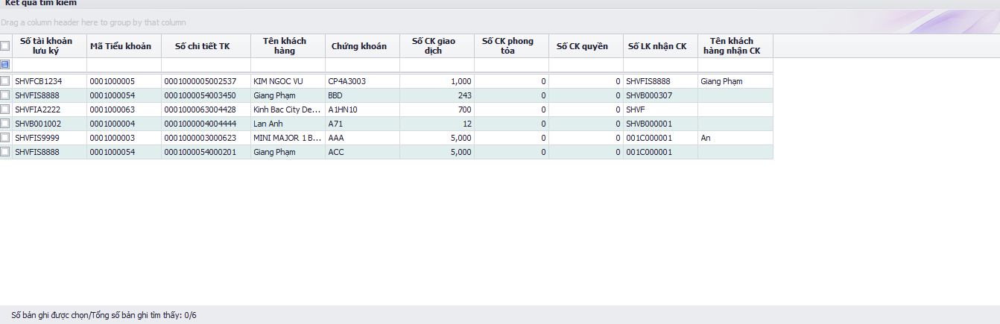 Kết quả tìm kiếm
Drag a column header here to group by that column
Số tài khoản lưu ký Mã Tiểu khoản Số chi tiết TK Tên khách hàng Chứng khoán Số CK giao dịch Số CK phong tỏa Số CK quyền Số LK nhận CK Tên khách hàng nhận CK
SHVFCB1234 0001000005 0001000005002537 KIM NGOC VU CP4A3003 1,000 0 0 SHVFIS8888 Giang Phạm
SHVFIS8888 0001000054 0001000054003450 Giang Phạm BBD 243 0 0 SHVB000307
SHVFIA2222 0001000063 0001000063004428 Kinh Bac City De... A1HN10 700 0 0 SHVF
SHVB001002 0001000004 0001000004004444 Lan Anh A71 12 0 0 SHVB000001
SHVFIS9999 0001000003 0001000003000623 MINI MAJOR 1 B... AAA 5,000 0 0 001C000001 An
SHVFIS8888 0001000054 0001000054000201 Giang Phạm ACC 5,000 0 0 001C000001
Số bản ghi được chọn/Tổng số bản ghi tìm thấy: 0/6